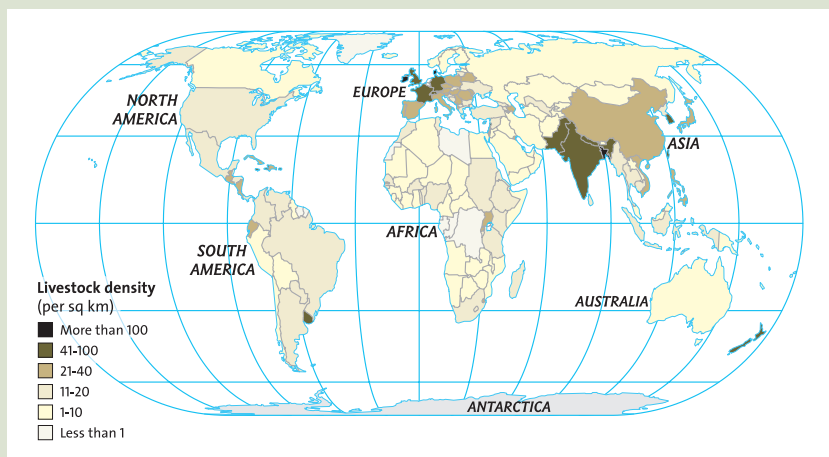 EUROPE
NORTH
AMERICA
ASIA
AFRICA
SOUTH
AMERICA
AUSTRALIA
ANTARCTICA
Livestock density
(per sq km)
More than 100
41-100
21-40
11-20
1-10
Less than 1